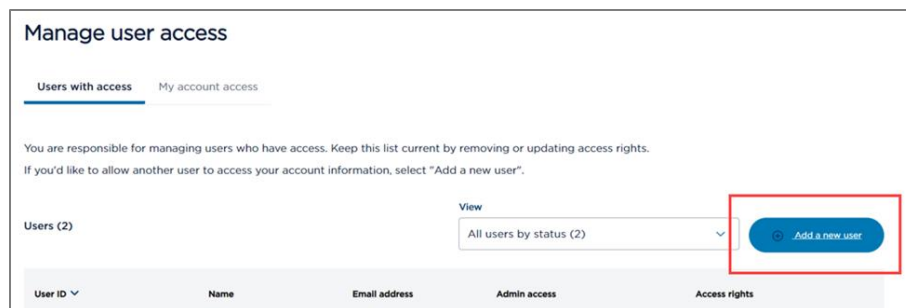 Manage user access
Users with access My account access
You are responsible for managing users who have access. Keep this list current by removing or updating access rights.
If you'd like to allow another user to access your account information, select "Add a new user".
View
Users (2) All users by status (2) Add a new user
User ID Name Email address Admin access Access rights